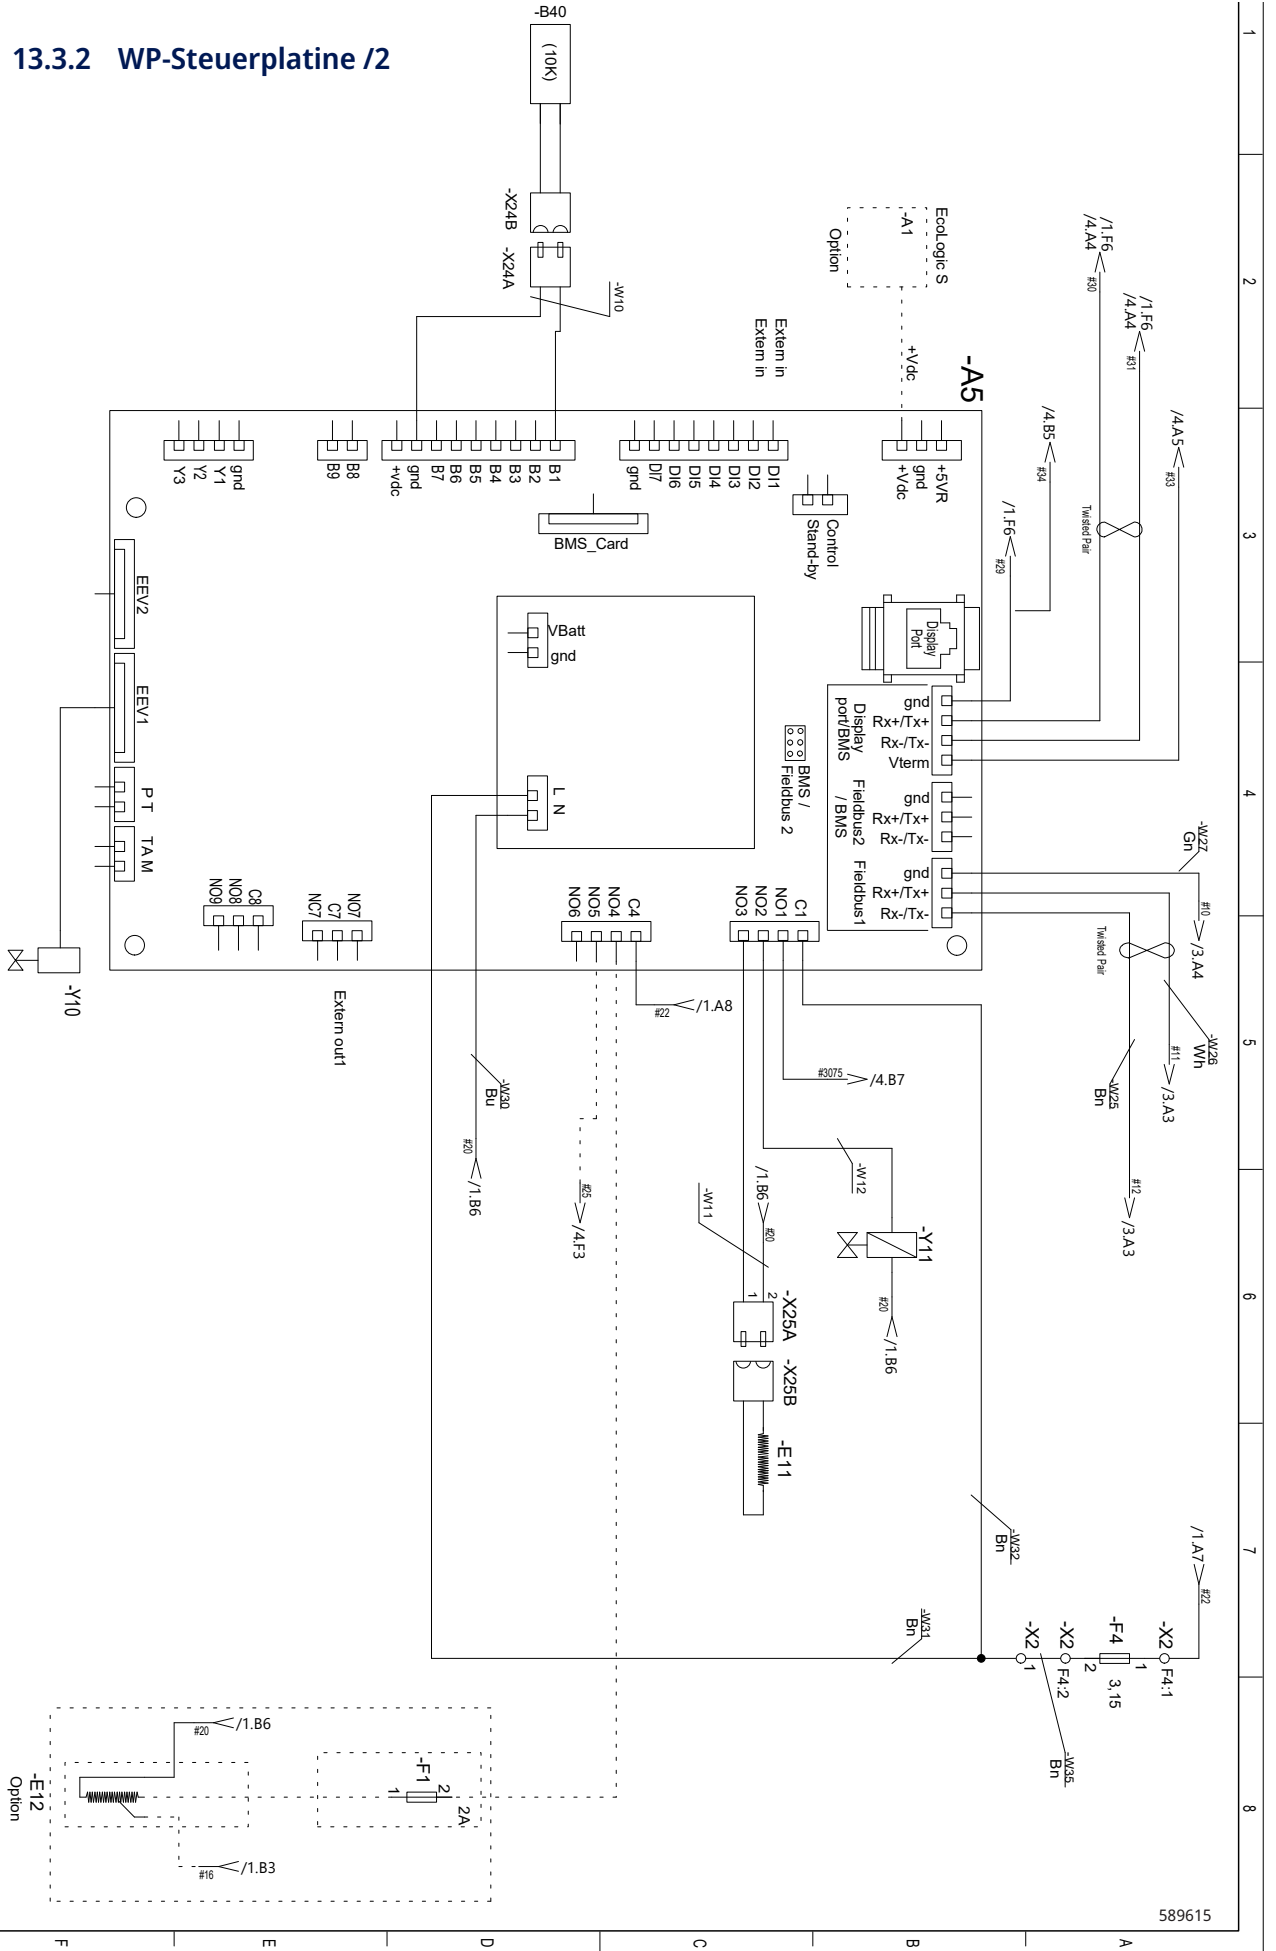 13.3.2 WP-Steuerplatine /2
-B40
(10K)
-X24B
-X24A
-W10
EcoLogic S
-A1
Option
+Vdc
Extern in
Extern in
-A5
/1.F6
/4.A4
#30
/1.F6
/4.A4
#31
/4.A5
#33
/4.B5
#34
/1.F6
#29
Twisted Pair
Y3
Y2
Y1
gnd
B9
B8
+vdc
gnd
B7
B6
B5
B4
B3
B2
B1
gnd
DI7
DI6
DI5
DI4
DI3
DI2
DI1
+Vdc
gnd
+5VR
Control
Stand-by
BMS_Card
EEV2
EEV1
P T
TA M
VBatt
gnd
L N
Display
Port
gnd
Rx+/Tx+
Rx-/Tx-
Vterm
Display
port/BMS
gnd
Rx+/Tx+
Rx-/Tx-
Fieldbus2
/ BMS
gnd
Rx+/Tx+
Rx-/Tx-
Fieldbus1
BMS /
Fieldbus 2
NO9
NO8
C8
NC7
C7
NO7
NO6
NO5
NO4
C4
NO3
NO2
NO1
C1
-W27
Gn
#10
/3.A4
Twisted Pair
-W26
Wh
#11
/3.A3
-W25
Bn
#12
/3.A3
-Y10
Extern out1
#22
/1.A8
#3075
/4.B7
-W30
Bu
#20
/1.B6
#25
/4.F3
-W12
-W11
/1.B6
#20
-Y11
#20
/1.B6
1
2
-X25A
-X25B
-E11
-W32
Bn
-W31
Bn
/1.A7
#22
-X2
1
-X2
F4:2
-F4
2
1
3,15
-X2
F4:1
-W35
Bn
/1.B6
#20
-F1
1
2
2A
-E12
Option
/1.B3
#16
1
2
3
4
5
6
7
8
F
E
D
C
B
A
589615